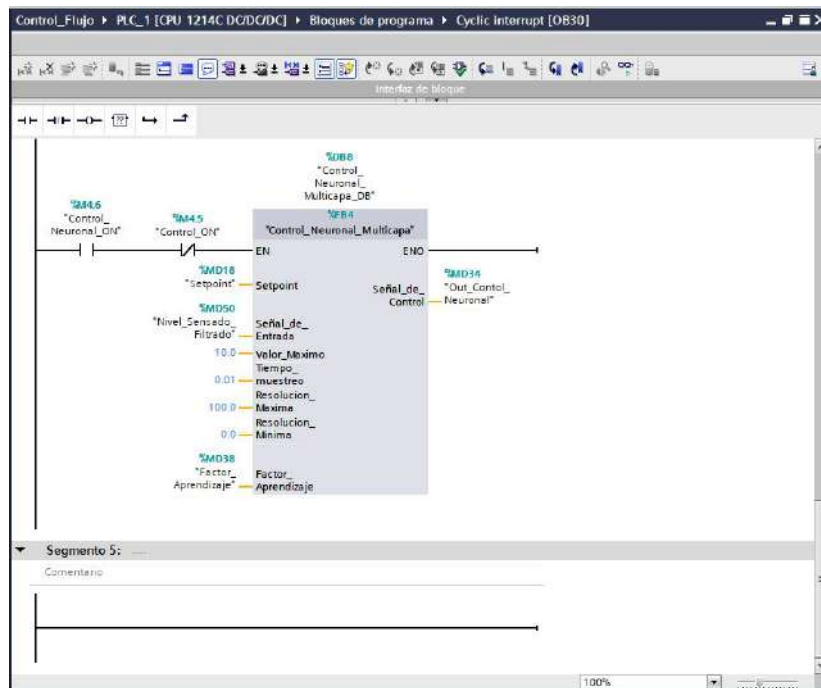 Control_Flujo ▸ PLC_1 [CPU 1214C DC/DC/DC] ▸ Bloques de programa ▸ Cyclic interrupt [OB30]
Interfaz de bloque
%DB8
"Control_
Neuronal_
Multicapa_DB"
%M4.6
"Control_
Neuronal_ON"
%M4.5
"Control_ON"
%FB4
"Control_Neuronal_Multicapa"
EN
ENO
%MD18
"Setpoint"
Setpoint
%MD50
"Nivel_Sensado_
Filtrado"
Señal_de_
Entrada
10.0
Valor_Maximo
0.01
Tiempo_
muestreo
100.0
Resolucion_
Maxima
0.0
Resolucion_
Minima
%MD38
"Factor_
Aprendizaje"
Factor_
Aprendizaje
Señal_de_
Control
%MD34
"Out_Contol_
Neuronal"
Segmento 5:
Comentario
100%